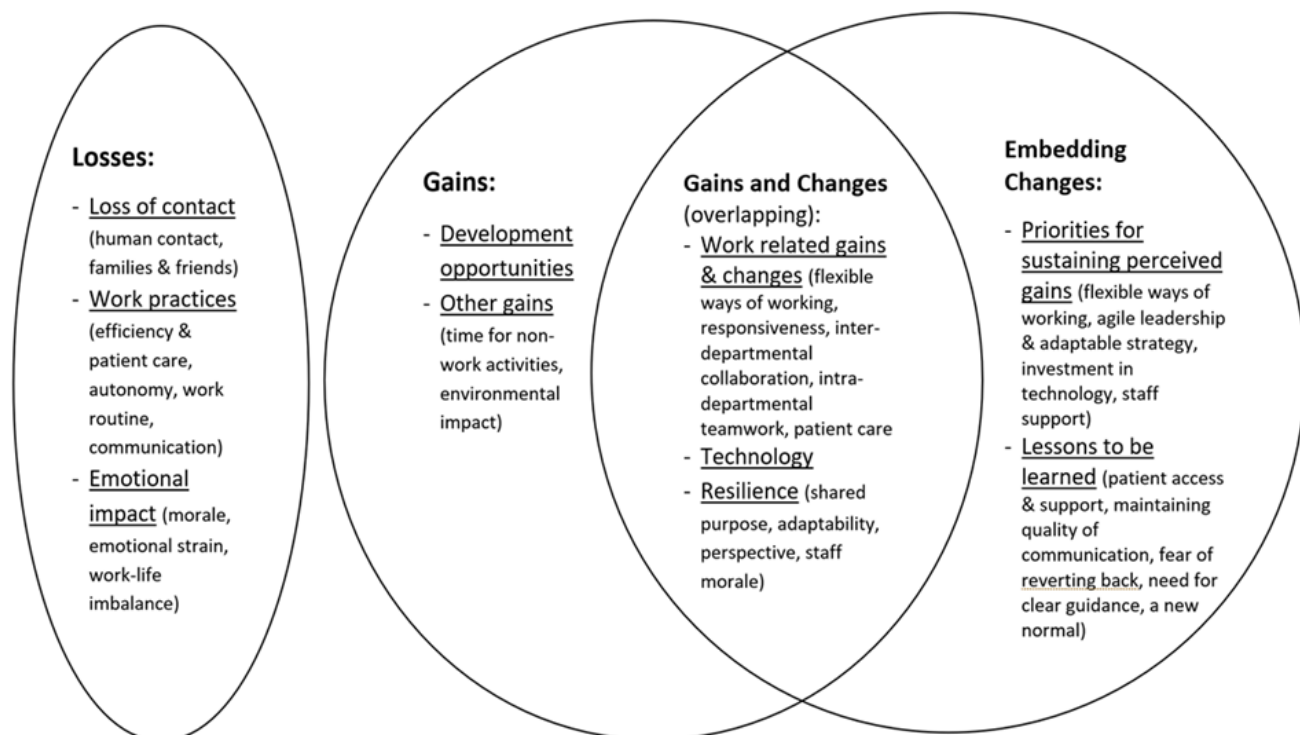 Losses:
- Loss of contact
(human contact,
families & friends)
- Work practices
(efficiency &
patient care,
autonomy, work
routine,
communication)
- Emotional
impact (morale,
emotional strain,
work-life
imbalance)
Gains:
- Development
opportunities
- Other gains
(time for non-
work activities,
environmental
impact)
Gains and Changes
(overlapping):
- Work related gains
& changes (flexible
ways of working,
responsiveness, inter-
departmental
collaboration, intra-
departmental
teamwork, patient care
- Technology
- Resilience (shared
purpose, adaptability,
perspective, staff
morale)
Embedding
Changes:
- Priorities for
sustaining perceived
gains (flexible ways of
working, agile leadership
& adaptable strategy,
investment in
technology, staff
support)
- Lessons to be
learned (patient access
& support, maintaining
quality of
communication, fear of
reverting back, need for
clear guidance, a new
normal)